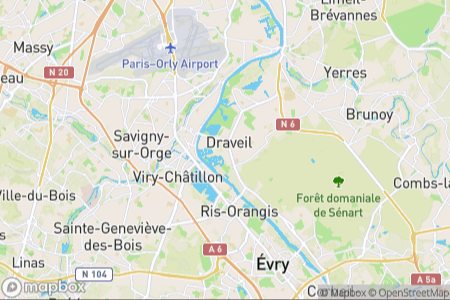 Limeil-
Brévannes
Massy
Paris-Orly Airport
N 20
Yerres
eau
Brunoy
N 6
Savigny-
sur-Orge
Draveil
Viry-Châtillon
Combs-la
Forêt domaniale
de Sénart
Ville-du-Bois
Ris-Orangis
Sainte-Geneviève-
des-Bois
A 6
Linas
N 104
Évry
A 5a
mapbox
© Mapbox © OpenStreetMap